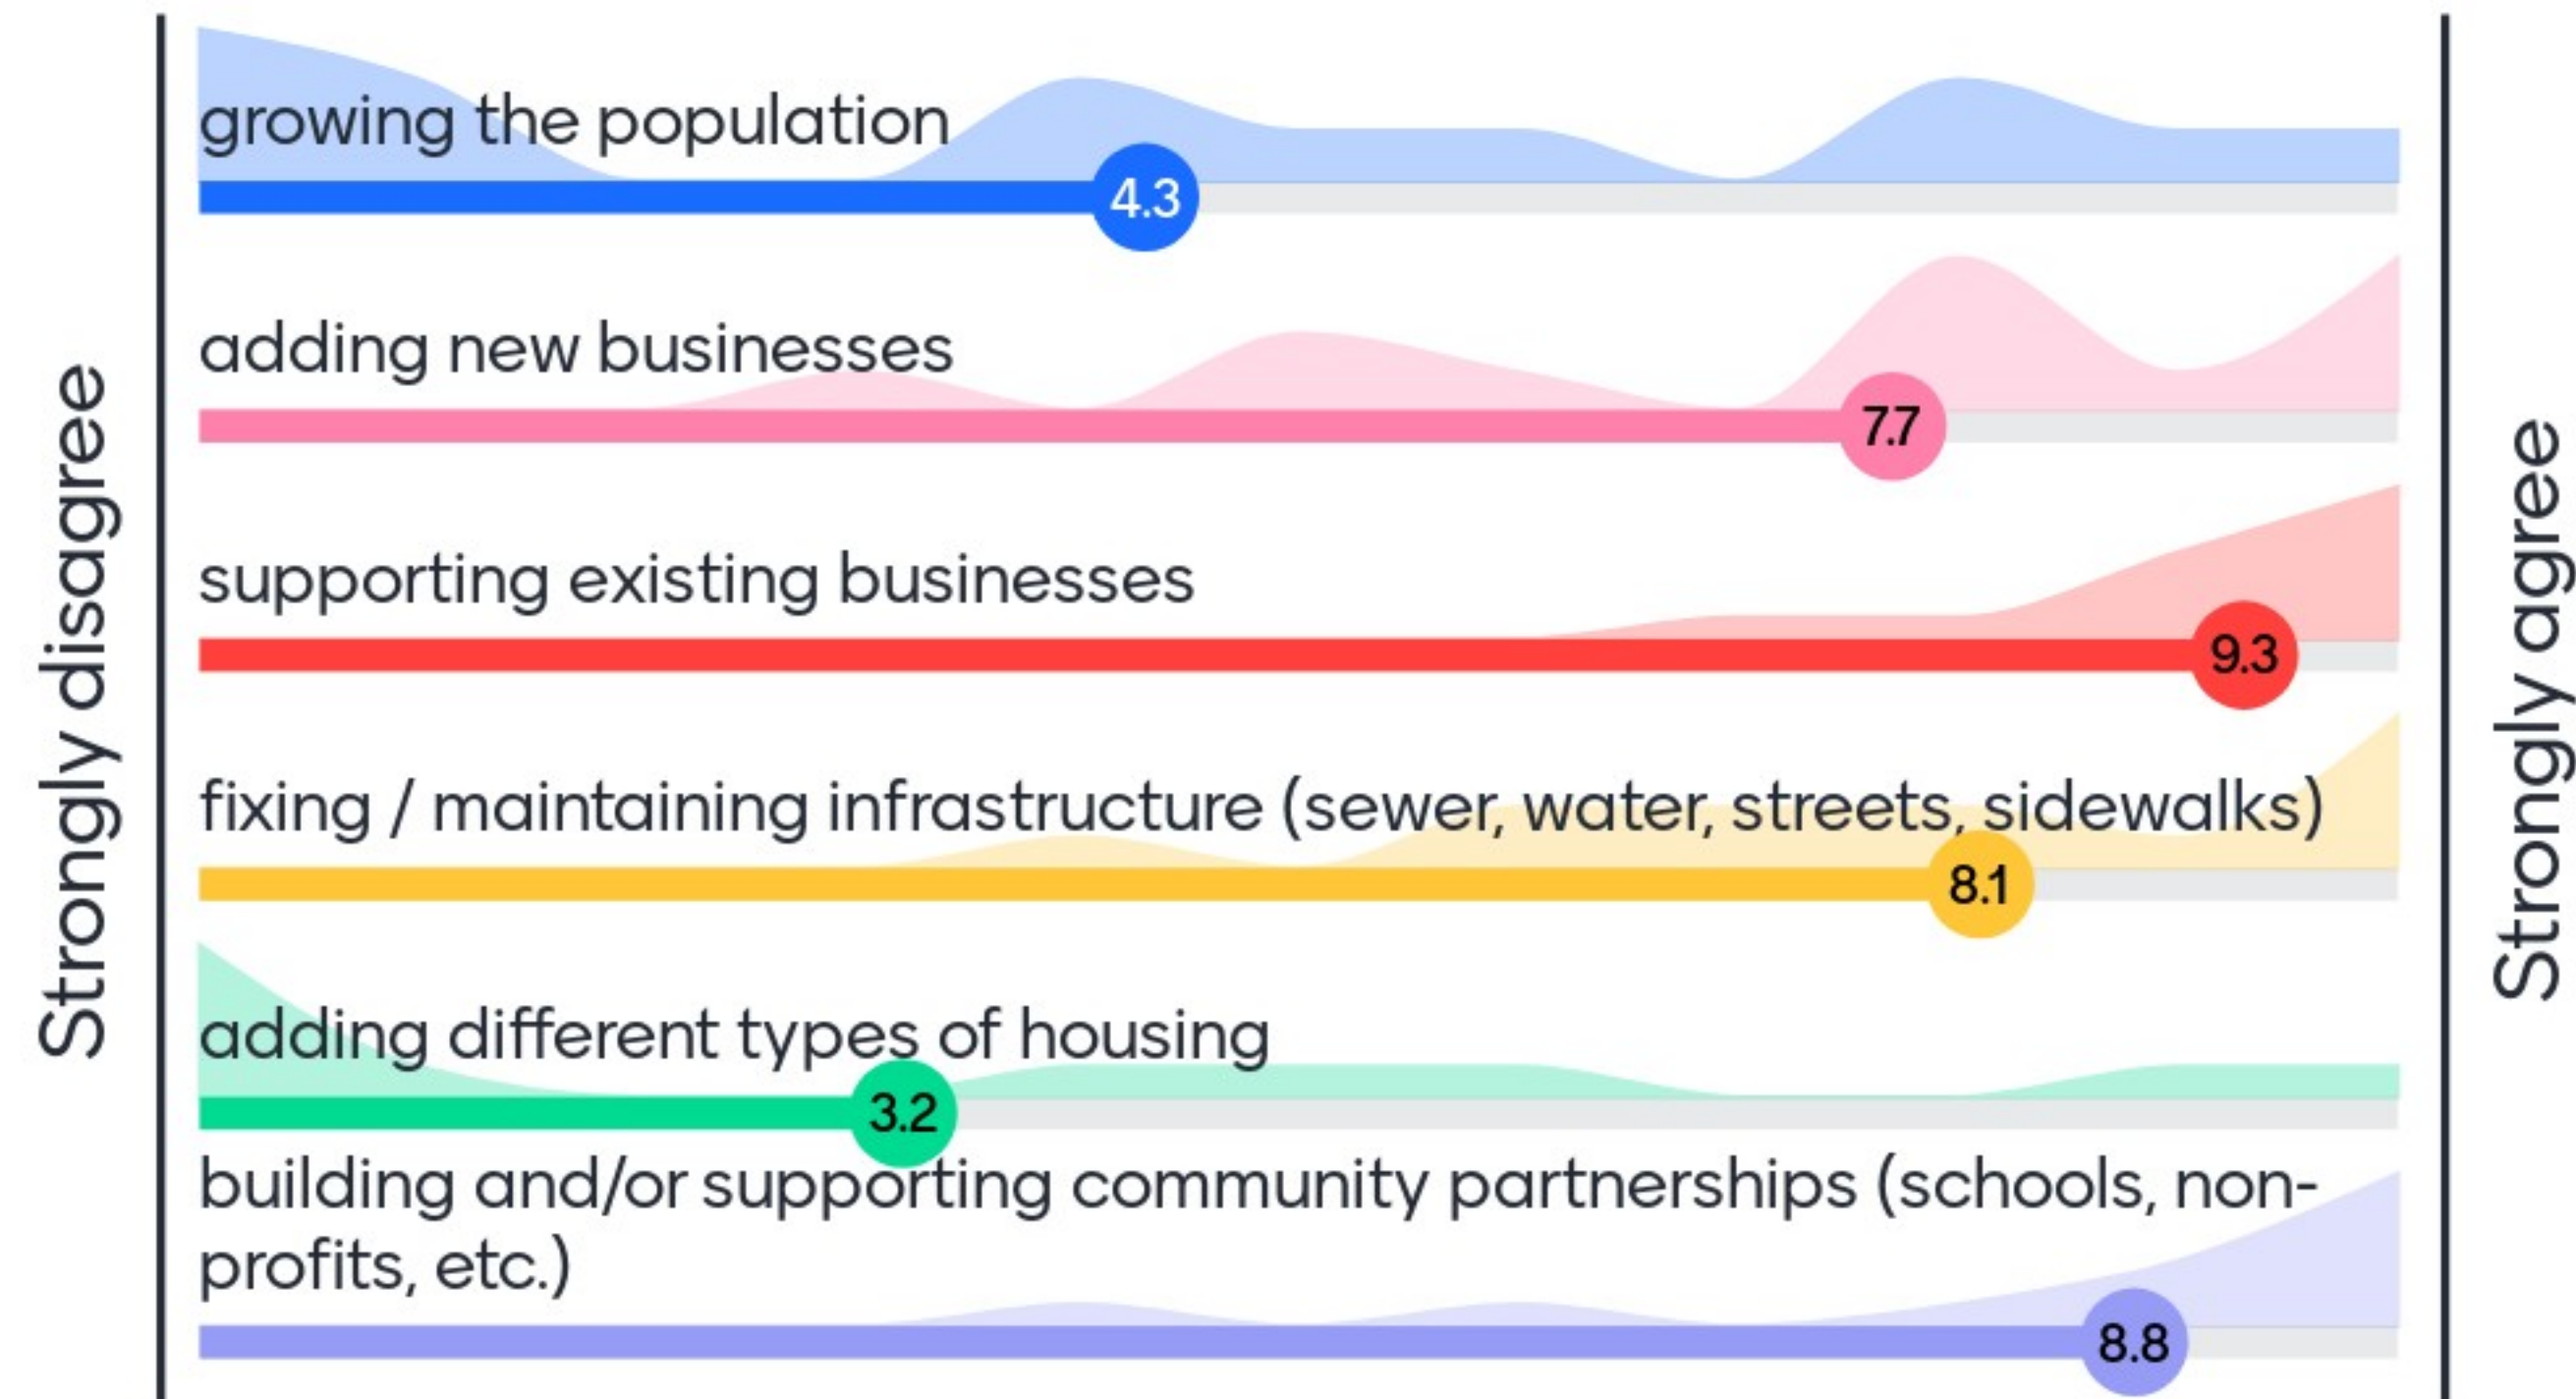 Strongly disagree
growing the population
4.3
adding new businesses
7.7
supporting existing businesses
9.3
fixing / maintaining infrastructure (sewer, water, streets, sidewalks)
8.1
adding different types of housing
3.2
building and/or supporting community partnerships (schools, non-
profits, etc.)
8.8
Strongly agree